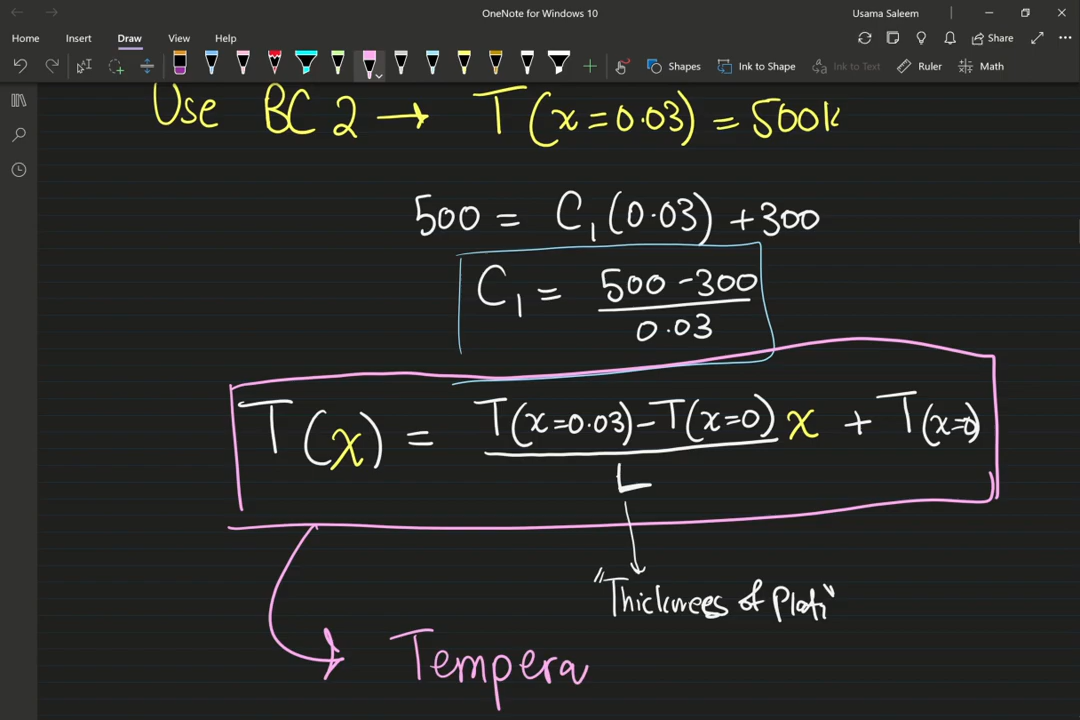 OneNote for Windows 10
Usama Saleem
Home Insert Draw View Help
Share
Shapes Ink to Shape Ink to Text Ruler Math
Use BC 2 → T(x=0.03) = 500K
500 = C₁(0.03) + 300
C₁ = (500 - 300) / 0.03
T(x) = (T(x=0.03) - T(x=0)) / L x + T(x=0)
"Thickness of Plate"
Tempera